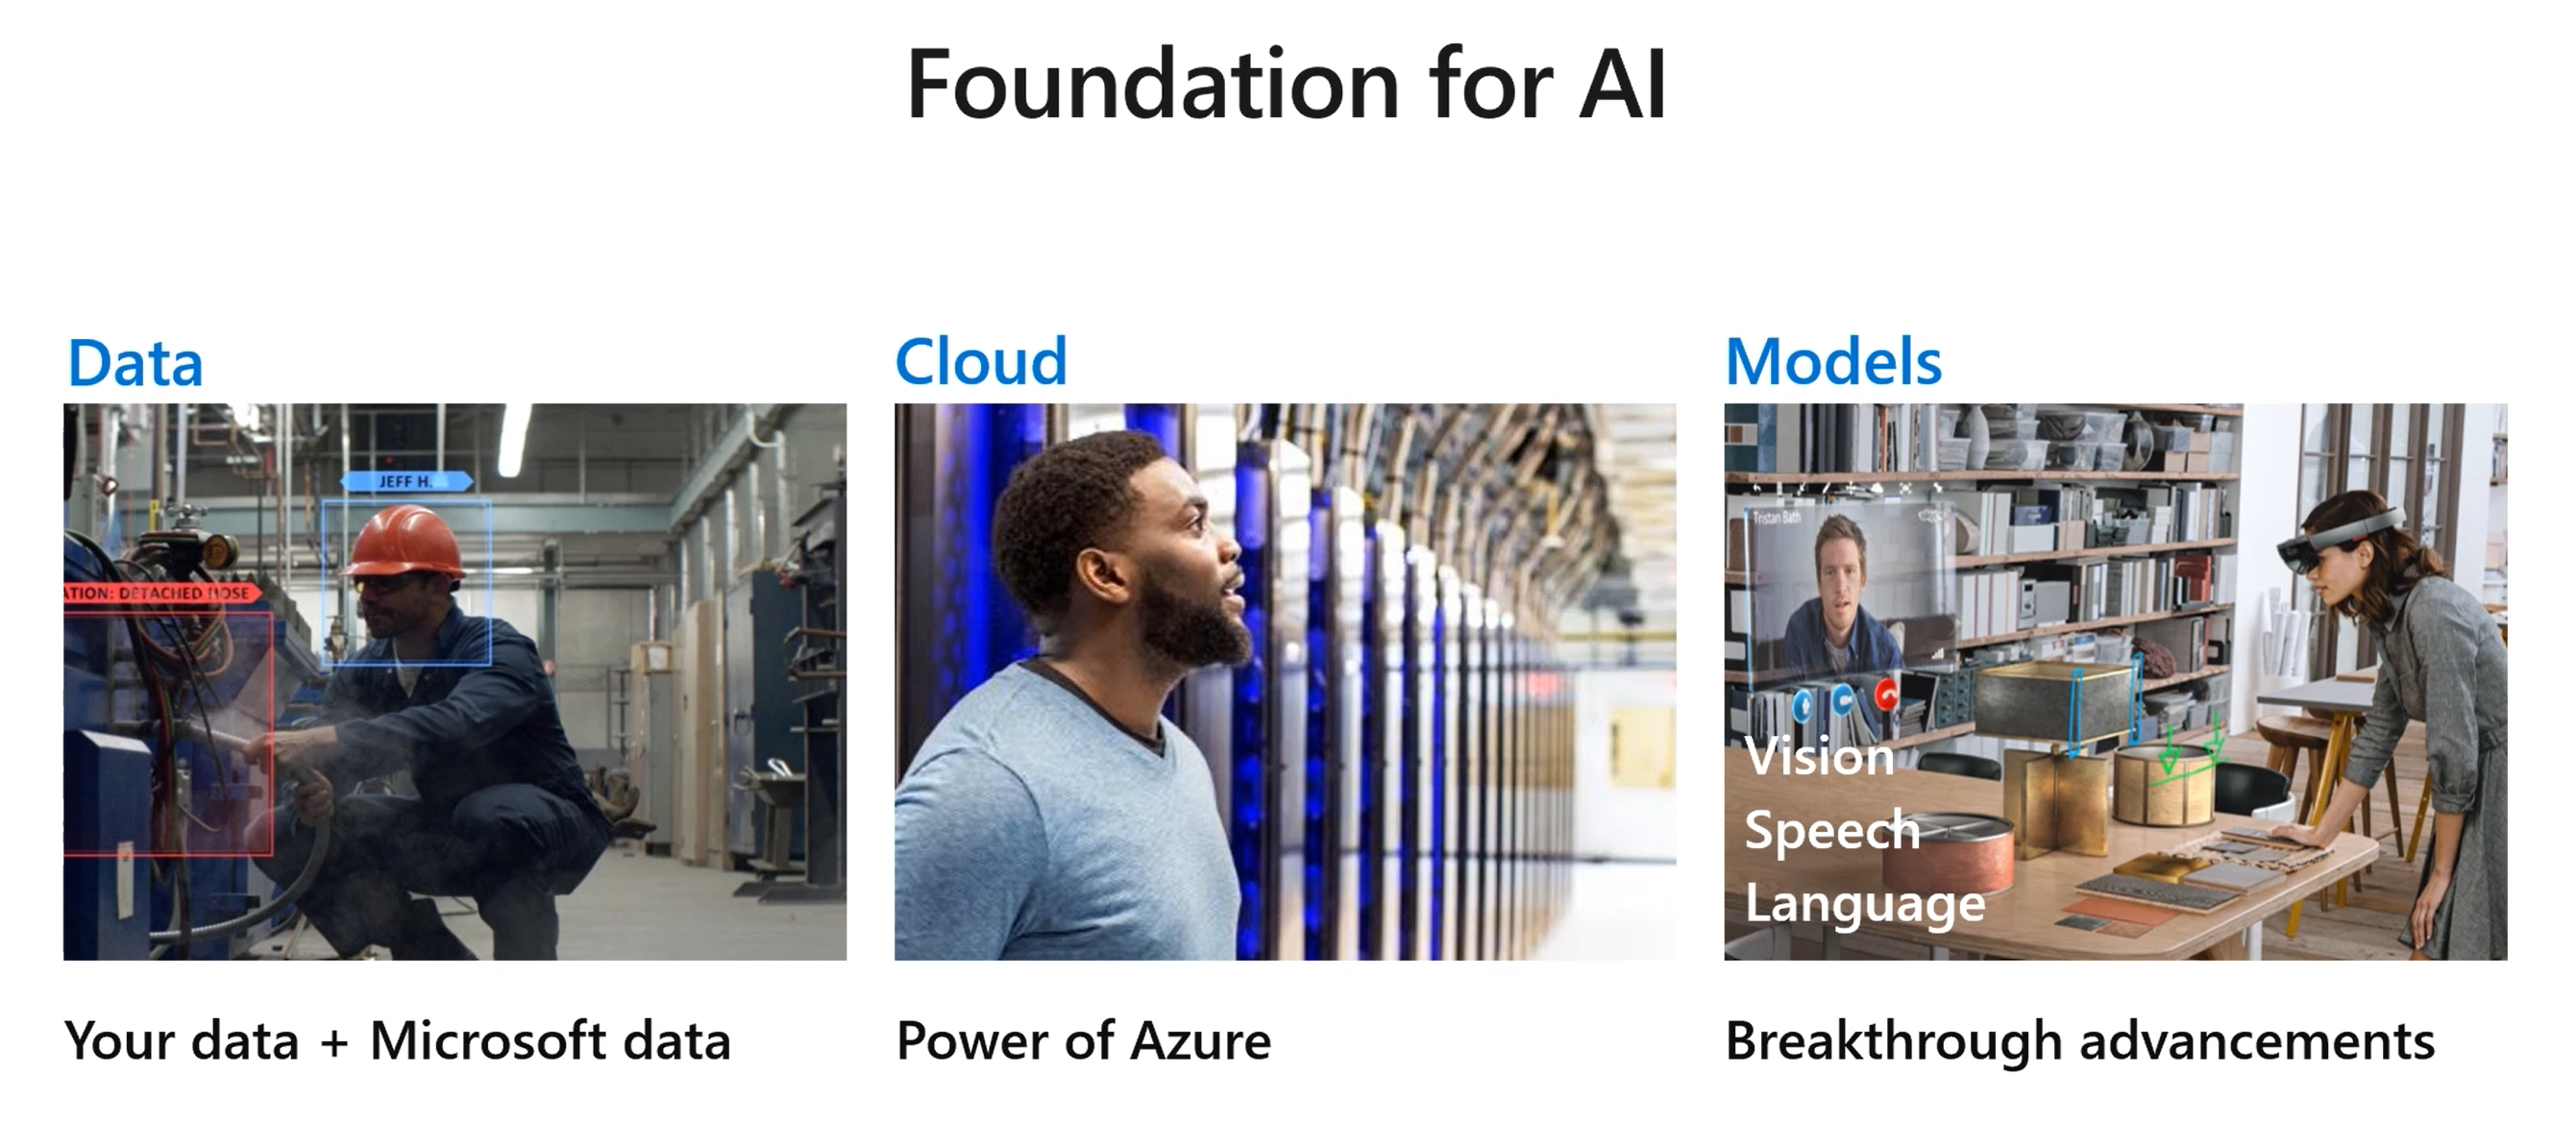 Foundation for AI
Data
Cloud
Models
JEFF H.
ATION: DETACHED HOSE
Tristan Bath
Vision
Speech
Language
Your data + Microsoft data
Power of Azure
Breakthrough advancements